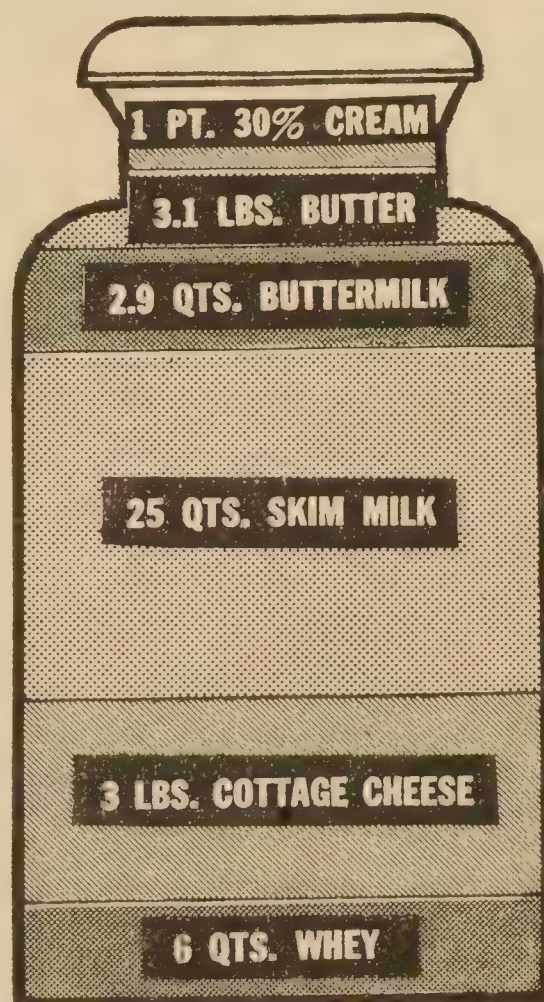 1 PT. 30% CREAM
3.1 LBS. BUTTER
2.9 QTS. BUTTERMILK
25 QTS. SKIM MILK
3 LBS. COTTAGE CHEESE
6 QTS. WHEY